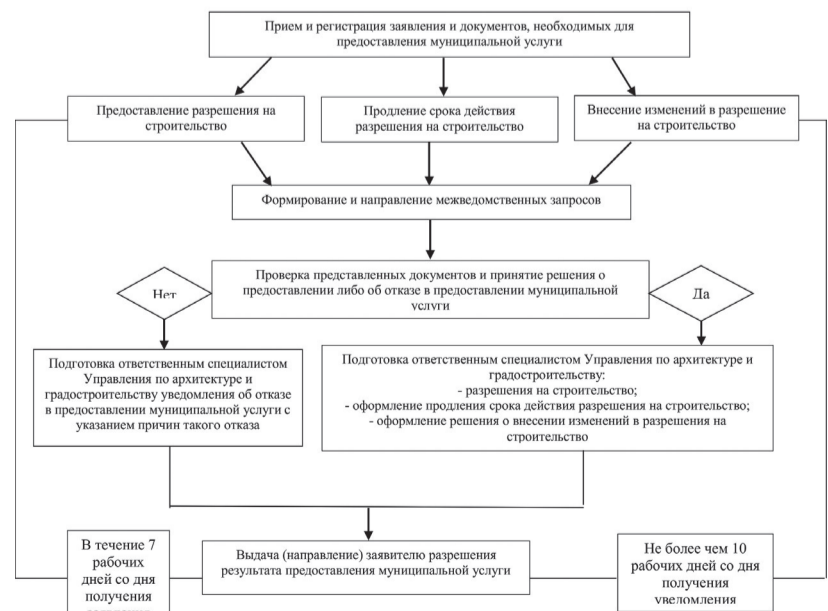 Прием и регистрация заявления и документов, необходимых для
предоставления муниципальной услуги
Предоставление разрешения на
строительство
Продление срока действия
разрешения на строительство
Внесение изменений в разрешение
на строительство
Формирование и направление межведомственных запросов
Проверка представленных документов и принятие решения о
предоставлении либо об отказе в предоставлении муниципальной
услуги
Нет
Да
Подготовка ответственным специалистом
Управления по архитектуре и
градостроительству уведомления об отказе
в предоставлении муниципальной услуги с
указанием причин такого отказа
Подготовка ответственным специалистом Управления по архитектуре и
градостроительству:
- разрешения на строительство;
- оформление продления срока действия разрешения на строительство;
- оформление решения о внесении изменений в разрешения на
строительство
В течение 7
рабочих
дней со дня
получения
Выдача (направление) заявителю разрешения
результата предоставления муниципальной услуги
Не более чем 10
рабочих дней со дня
получения
уведомления